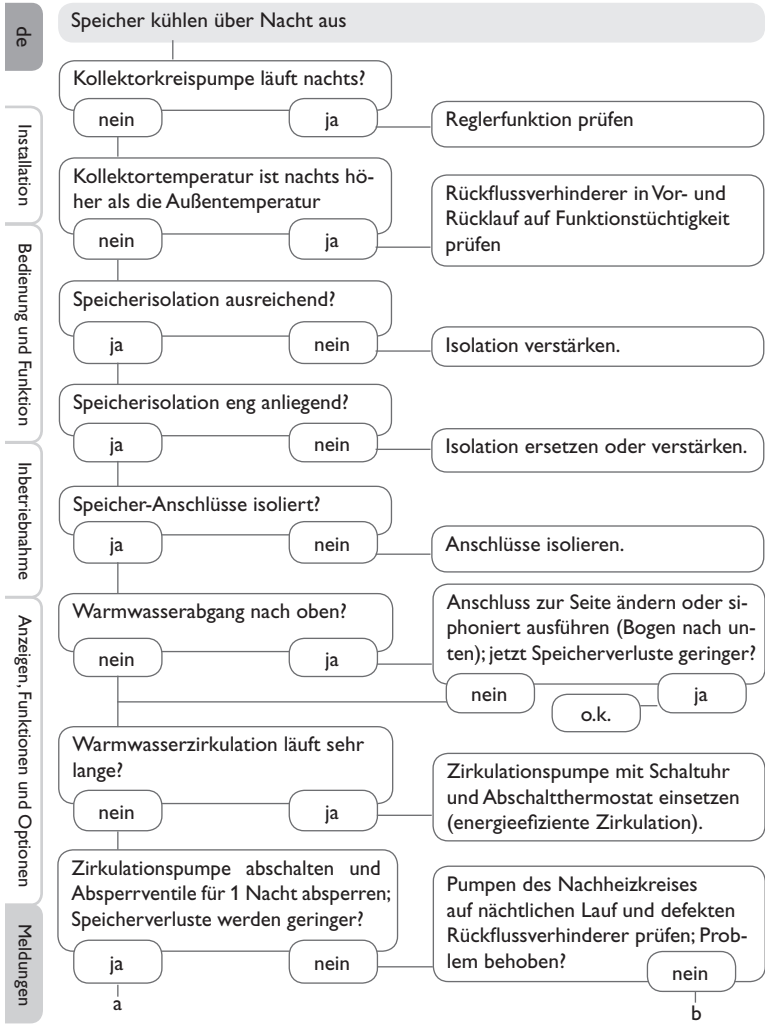 de
Installation
Bedienung und Funktion
Inbetriebnahme
Anzeigen, Funktionen und Optionen
Meldungen
Speicher kühlen über Nacht aus
Kollektorkreispumpe läuft nachts?
nein
ja
Reglerfunktion prüfen
Kollektortemperatur ist nachts hö-
her als die Außentemperatur
nein
ja
Rückflussverhinderer in Vor- und
Rücklauf auf Funktionstüchtigkeit
prüfen
Speicherisolation ausreichend?
ja
nein
Isolation verstärken.
Speicherisolation eng anliegend?
ja
nein
Isolation ersetzen oder verstärken.
Speicher-Anschlüsse isoliert?
ja
nein
Anschlüsse isolieren.
Warmwasserabgang nach oben?
nein
ja
Anschluss zur Seite ändern oder si-
phoniert ausführen (Bogen nach un-
ten); jetzt Speicherverluste geringer?
nein
ja
o.k.
Warmwasserzirkulation läuft sehr
lange?
nein
ja
Zirkulationspumpe mit Schaltuhr
und Abschaltthermostat einsetzen
(energieefiziente Zirkulation).
Zirkulationspumpe abschalten und
Absperrventile für 1 Nacht absperren;
Speicherverluste werden geringer?
ja
nein
a
Pumpen des Nachheizkreises
auf nächtlichen Lauf und defekten
Rückflussverhinderer prüfen; Prob-
lem behoben?
nein
b